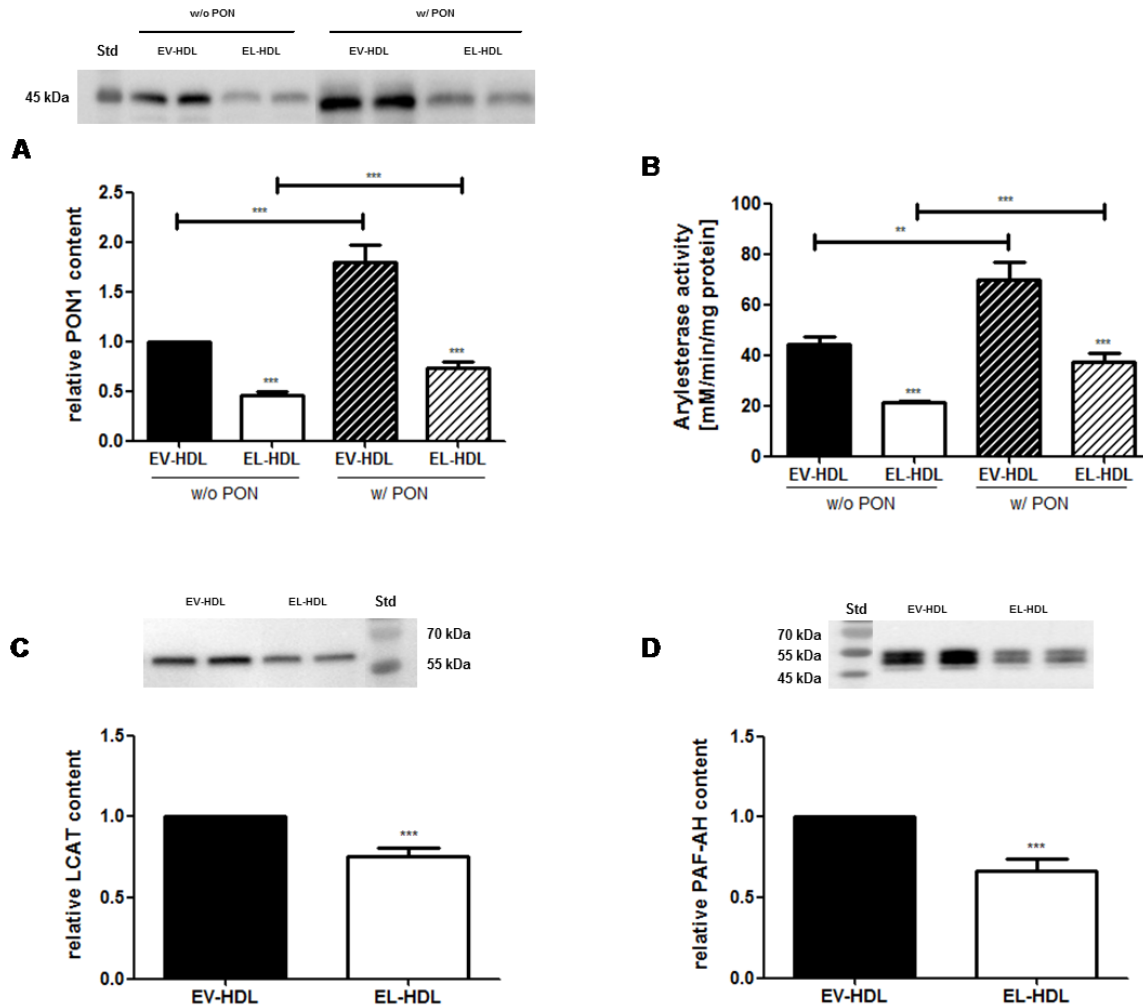 w/o PON w/ PON
Std EV-HDL EL-HDL EV-HDL EL-HDL
45 kDa
A
relative PON1 content
2.5
2.0
1.5
1.0
0.5
0.0
***
***
***
***
EV-HDL EL-HDL EV-HDL EL-HDL
w/o PON w/ PON
B
Arylesterase activity
[mM/min/mg protein]
100
80
60
40
20
0
***
**
***
***
EV-HDL EL-HDL EV-HDL EL-HDL
w/o PON w/ PON
C
EV-HDL EL-HDL Std
70 kDa
55 kDa
relative LCAT content
1.5
1.0
0.5
0.0
***
EV-HDL EL-HDL
D
Std EV-HDL EL-HDL
70 kDa
55 kDa
45 kDa
relative PAF-AH content
1.5
1.0
0.5
0.0
***
EV-HDL EL-HDL